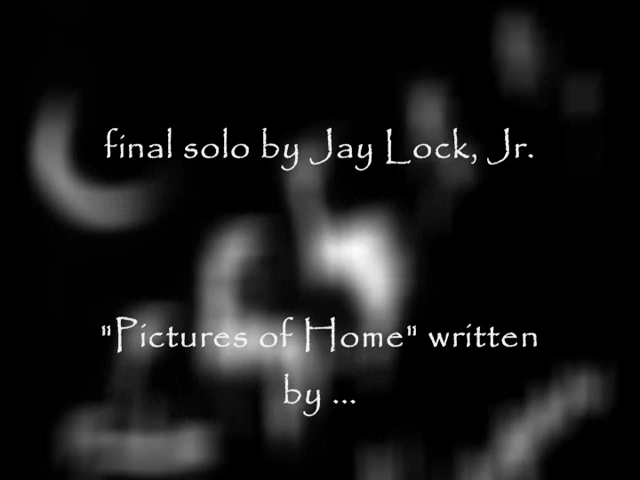 final solo by Jay Lock, Jr.
"Pictures of Home" written
by ...